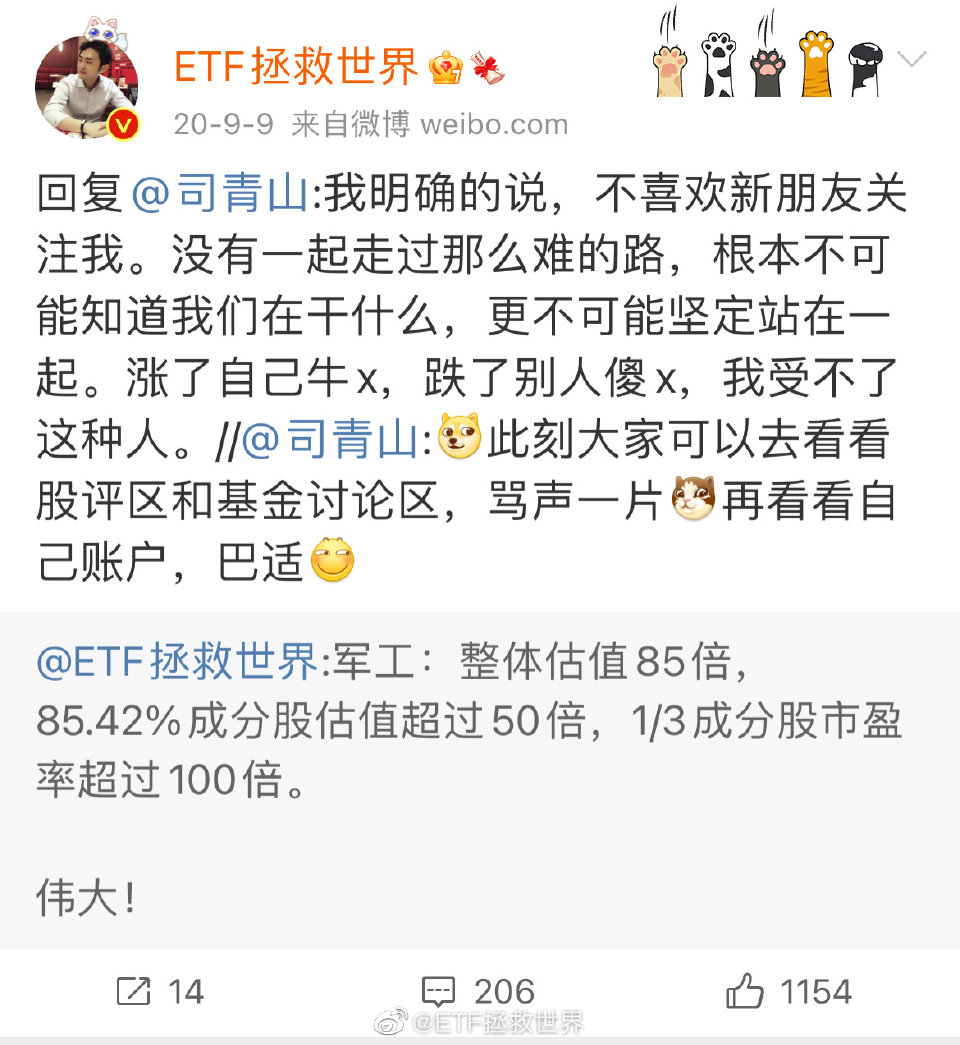 ETF拯救世界
20-9-9 来自微博 weibo.com
回复@司青山:我明确的说，不喜欢新朋友关
注我。没有一起走过那么难的路，根本不可
能知道我们在干什么，更不可能坚定站在一
起。涨了自己牛x，跌了别人傻x，我受不了
这种人。//@司青山:此刻大家可以去看看
股评区和基金讨论区，骂声一片再看看自
己账户，巴适
@ETF拯救世界:军工：整体估值85倍，
85.42%成分股估值超过50倍，1/3成分股市盈
率超过100倍。
伟大！
14 206 1154
@ETF拯救世界